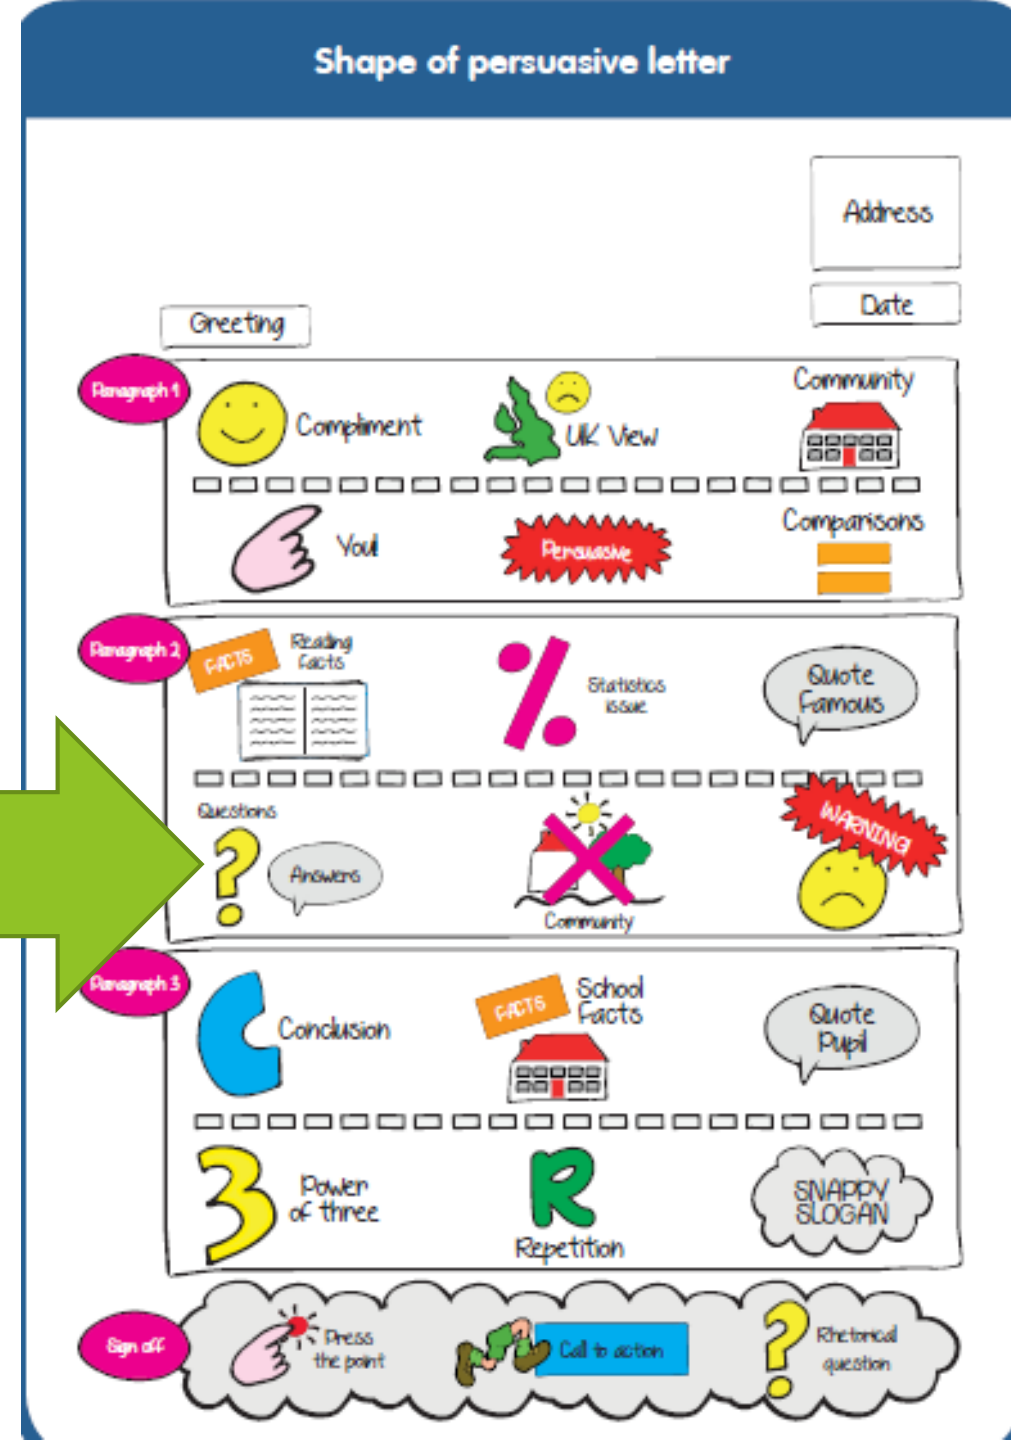 Shape of persuasive letter
Address
Date
Greeting
Paragraph 1
Compliment
UK View
Community
You!
Persuasive
Comparisons
Paragraph 2
FACTS
Reading
facts
Statistics
issue
Quote
Famous
Questions
Answers
Community
WARNING!
Paragraph 3
Conclusion
FACTS
School
Facts
Quote
Pupil
3
Power
of three
R
Repetition
SNAPPY
SLOGAN
Sign off
Press
the point
Call to action
Rhetorical
question